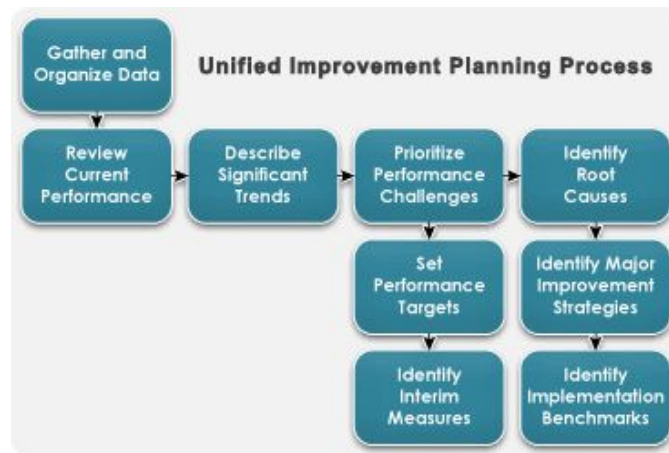 Gather and
Organize Data
Unified Improvement Planning Process
Review
Current
Performance
Describe
Significant
Trends
Prioritize
Performance
Challenges
Identify
Root
Causes
Set
Performance
Targets
Identify Major
Improvement
Strategies
Identify
Interim
Measures
Identify
Implementation
Benchmarks